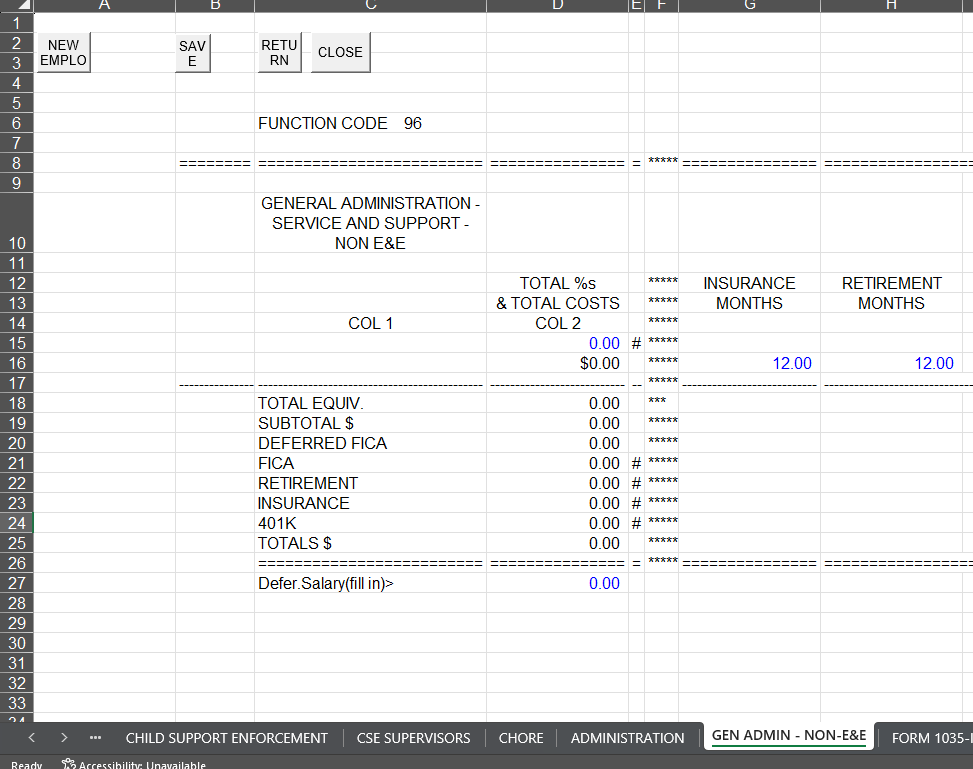 A B C D E F G H
1
2 NEW SAV RETU CLOSE
3 EMPLO E RN
4
5
6 FUNCTION CODE 96
7
8 ======== ========================= =============== = ***** =============== =================
9
GENERAL ADMINISTRATION -
SERVICE AND SUPPORT -
10 NON E&E
11
12 TOTAL %s ***** INSURANCE RETIREMENT
13 & TOTAL COSTS ***** MONTHS MONTHS
14 COL 1 COL 2 *****
15 0.00 # *****
16 $0.00 ***** 12.00 12.00
17 ---------------- -------------------------------------------------- ------------------------------ -- ***** ------------------------------ ---------------------------------
18 TOTAL EQUIV. 0.00 ***
19 SUBTOTAL $ 0.00 *****
20 DEFERRED FICA 0.00 *****
21 FICA 0.00 # *****
22 RETIREMENT 0.00 # *****
23 INSURANCE 0.00 # *****
24 401K 0.00 # *****
25 TOTALS $ 0.00 *****
26 ========================= =============== = ***** =============== =================
27 Defer.Salary(fill in)> 0.00
28
29
30
31
32
33
34
< > ... CHILD SUPPORT ENFORCEMENT CSE SUPERVISORS CHORE ADMINISTRATION GEN ADMIN - NON-E&E FORM 1035-
Ready Accessibility: Unavailable